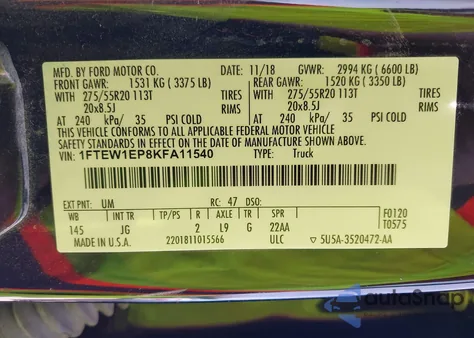 MFD. BY FORD MOTOR CO. 11/18 GVWR: 2994 KG (6600 LB)
FRONT GAWR: 1531 KG (3375 LB) REAR GAWR: 1520 KG (3350 LB)
WITH 275/55R20 113T TIRES WITH 275/55R20 113T TIRES
20x8.5J RIMS 20x8.5J RIMS
AT 240 kPa/ 35 PSI COLD AT 240 kPa/ 35 PSI COLD
THIS VEHICLE CONFORMS TO ALL APPLICABLE FEDERAL MOTOR VEHICLE
SAFETY STANDARDS IN EFFECT ON THE DATE OF MANUFACTURE SHOWN ABOVE.
VIN: 1FTEW1EP8KFA11540 TYPE: Truck
EXT PNT: UM RC: 47 DSO: F0120
WB INT TR TP/PS R AXLE TR SPR T0575
145 JG 2 L9 G 22AA
MADE IN U.S.A. 2201811015566 ULC 5U5A-3520472-AA
autoSnap